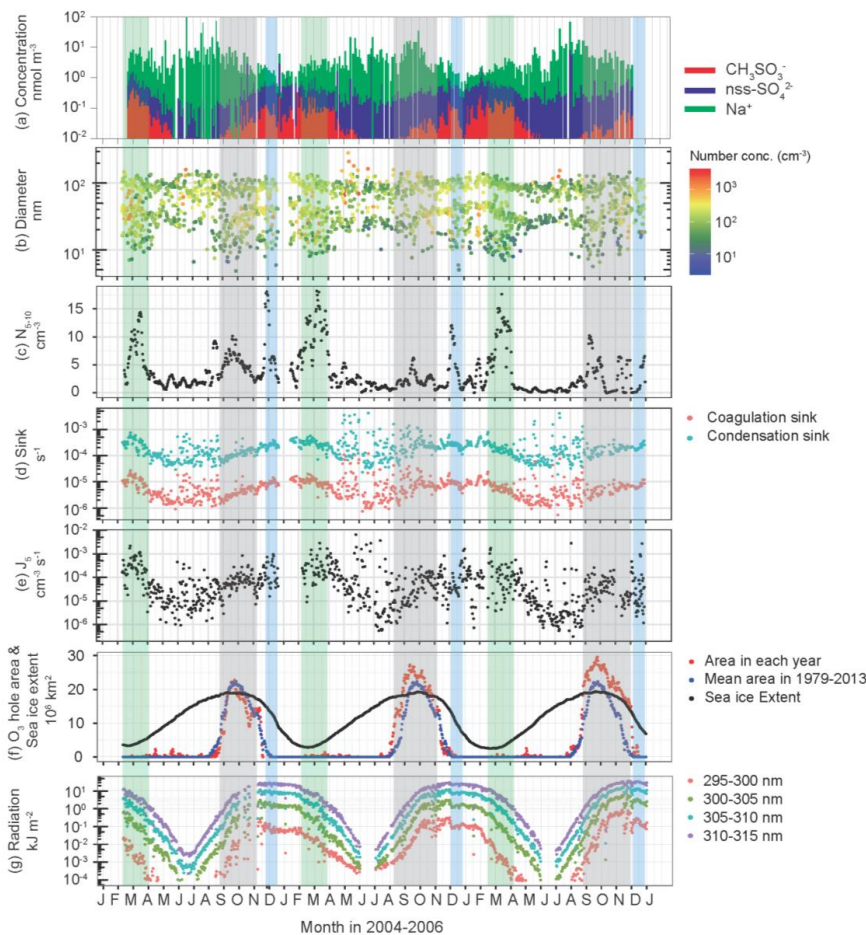 (a) Concentration
nmol m⁻³
10²
10¹
10⁰
10⁻¹
10⁻²
CH₃SO₃⁻
nss-SO₄²⁻
Na⁺
(b) Diameter
nm
10²
10¹
Number conc. (cm⁻³)
10³
10²
10¹
(c) N₅₋₁₀
cm⁻³
15
10
5
0
(d) Sink
s⁻¹
10⁻³
10⁻⁴
10⁻⁵
10⁻⁶
Coagulation sink
Condensation sink
(e) J₅
cm⁻³ s⁻¹
10⁻²
10⁻³
10⁻⁴
10⁻⁵
10⁻⁶
(f) O₃ hole area &
Sea ice extent
10⁶ km²
30
20
10
0
Area in each year
Mean area in 1979-2013
Sea ice Extent
(g) Radiation
kJ m⁻²
10¹
10⁰
10⁻¹
10⁻²
10⁻³
10⁻⁴
295-300 nm
300-305 nm
305-310 nm
310-315 nm
J F M A M J J A S O N D J F M A M J J A S O N D J F M A M J J A S O N D J
Month in 2004-2006